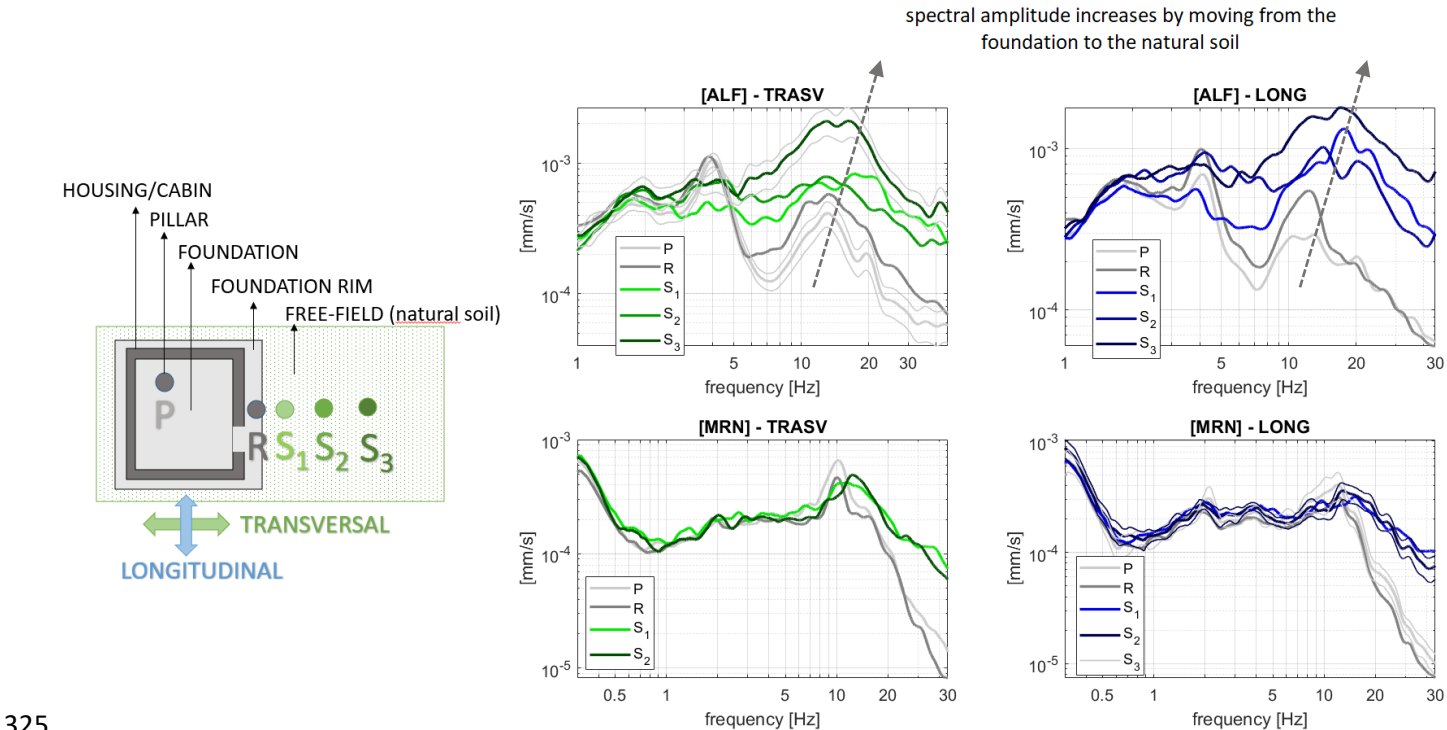 spectral amplitude increases by moving from the
foundation to the natural soil
HOUSING/CABIN
PILLAR
FOUNDATION
FOUNDATION RIM
FREE-FIELD (natural soil)
P
R
S1
S2
S3
TRANSVERSAL
LONGITUDINAL
[ALF] - TRASV
[mm/s]
10-3
10-4
P
R
S1
S2
S3
1 5 10 20 30
frequency [Hz]
[ALF] - LONG
[mm/s]
10-3
10-4
P
R
S1
S2
S3
1 5 10 20 30
frequency [Hz]
[MRN] - TRASV
[mm/s]
10-3
10-4
10-5
P
R
S1
S2
0.5 1 5 10 20 30
frequency [Hz]
[MRN] - LONG
[mm/s]
10-3
10-4
10-5
P
R
S1
S2
S3
0.5 1 5 10 20 30
frequency [Hz]
325